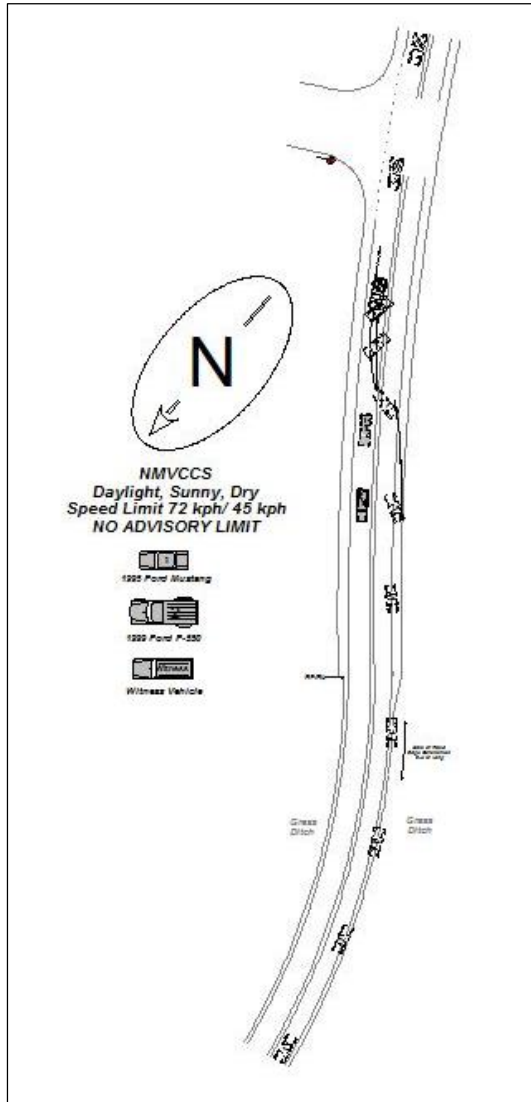 N
NMVCCS
Daylight, Sunny, Dry
Speed Limit 72 kph/ 45 kph
NO ADVISORY LIMIT
1995 Ford Mustang
1999 Ford F-550
Witness
Witness Vehicle
Grass
Ditch
Grass
Ditch